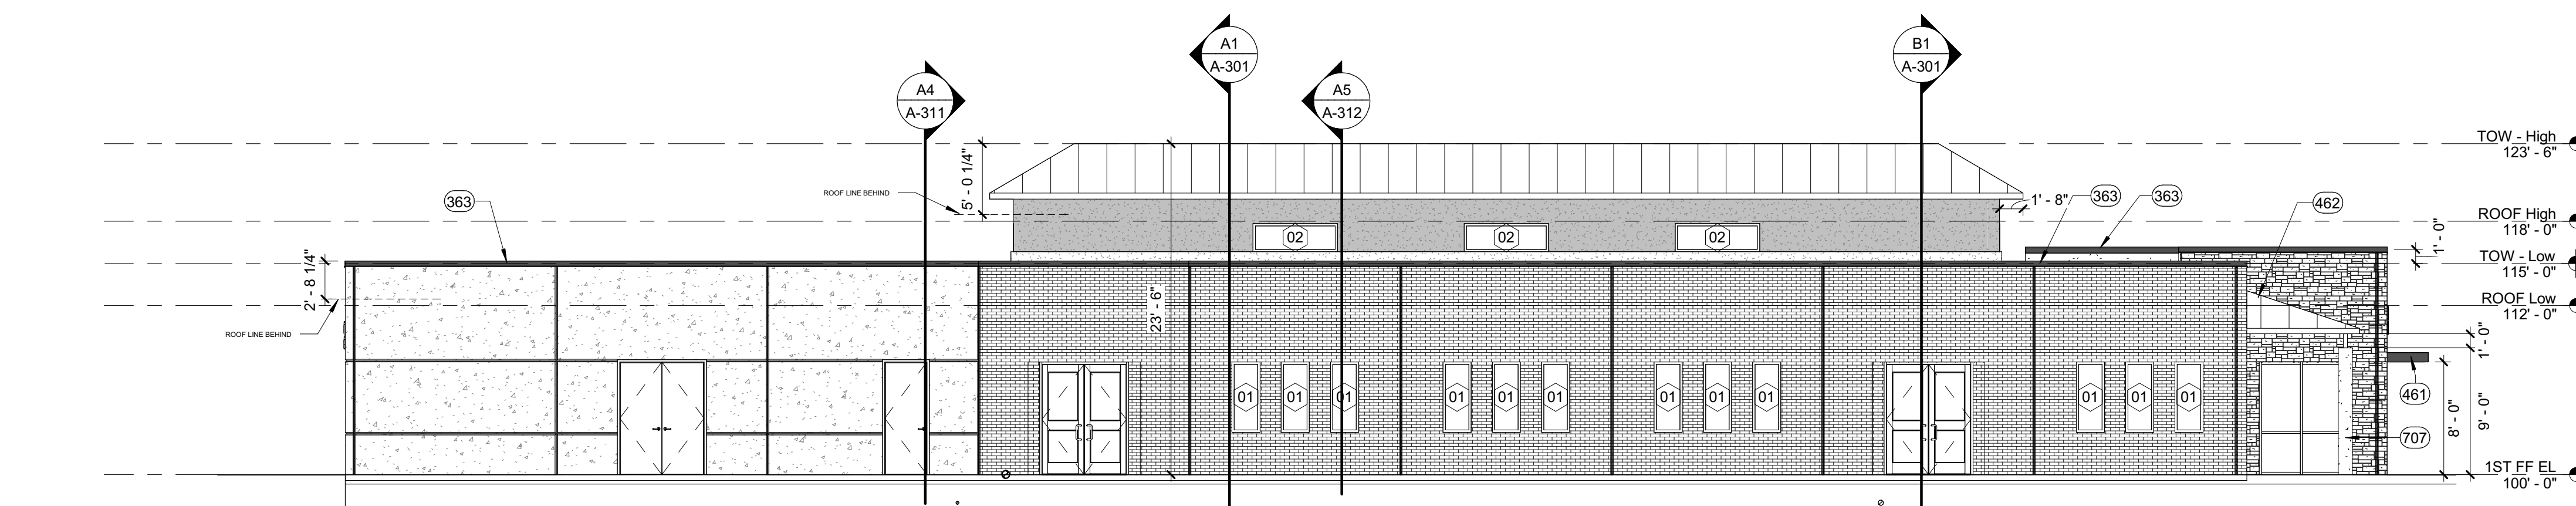 A1
A-301
B1
A-301
A4
A-311
A5
A-312
TOW - High
123' - 6"
5' - 0 1/4"
ROOF LINE BEHIND
363
1' - 8"
363
363
462
ROOF High
118' - 0"
02
02
02
1' - 0"
TOW - Low
115' - 0"
2' - 8 1/4"
ROOF LINE BEHIND
23' - 6"
ROOF Low
112' - 0"
1' - 0"
01
01
01
01
01
01
01
01
01
01
01
01
461
8' - 0"
9' - 0"
707
1ST FF EL
100' - 0"